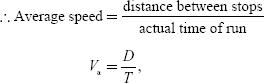 ∴ Average speed = distance between stops / actual time of run
Vₐ = D / T,